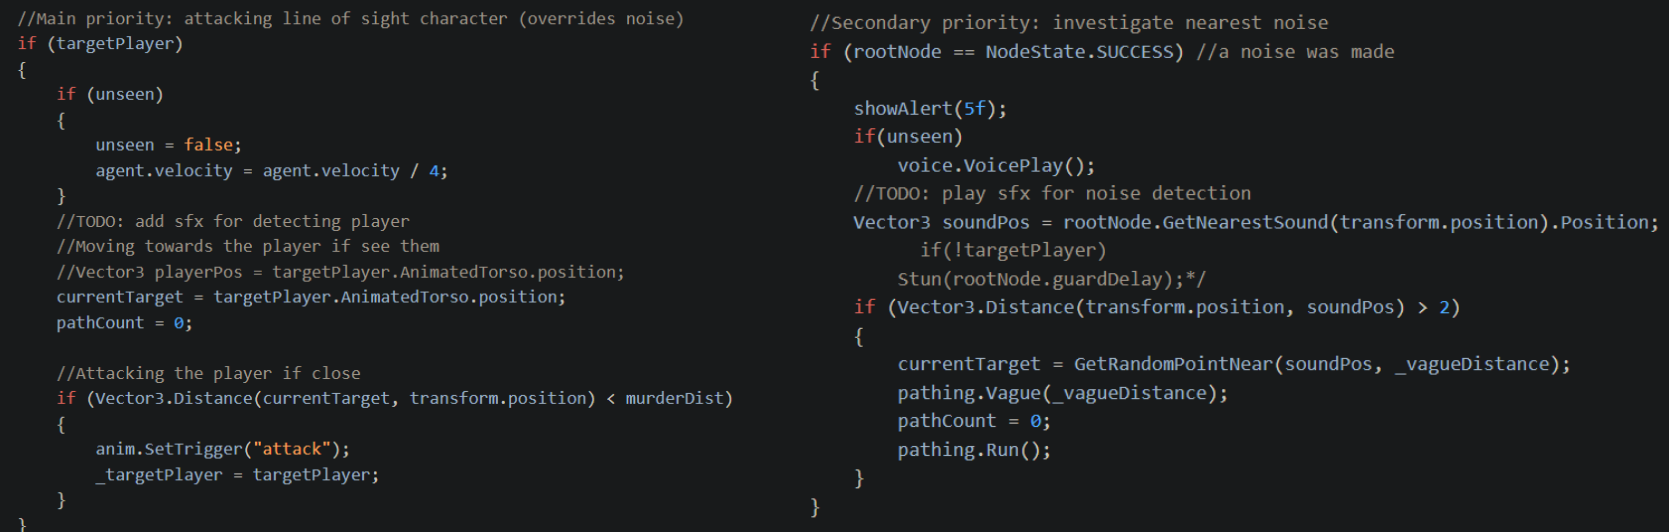 //Main priority: attacking line of sight character (overrides noise)
if (targetPlayer)
{
    if (unseen)
    {
        unseen = false;
        agent.velocity = agent.velocity / 4;
    }
    //TODO: add sfx for detecting player
    //Moving towards the player if see them
    //Vector3 playerPos = targetPlayer.AnimatedTorso.position;
    currentTarget = targetPlayer.AnimatedTorso.position;
    pathCount = 0;

    //Attacking the player if close
    if (Vector3.Distance(currentTarget, transform.position) < murderDist)
    {
        anim.SetTrigger("attack");
        _targetPlayer = targetPlayer;
    }
}
//Secondary priority: investigate nearest noise
if (rootNode == NodeState.SUCCESS) //a noise was made
{
    showAlert(5f);
    if(unseen)
        voice.VoicePlay();
    //TODO: play sfx for noise detection
    Vector3 soundPos = rootNode.GetNearestSound(transform.position).Position;
          if(!targetPlayer)
        Stun(rootNode.guardDelay);*/
    if (Vector3.Distance(transform.position, soundPos) > 2)
    {
        currentTarget = GetRandomPointNear(soundPos, _vagueDistance);
        pathing.Vague(_vagueDistance);
        pathCount = 0;
        pathing.Run();
    }
}